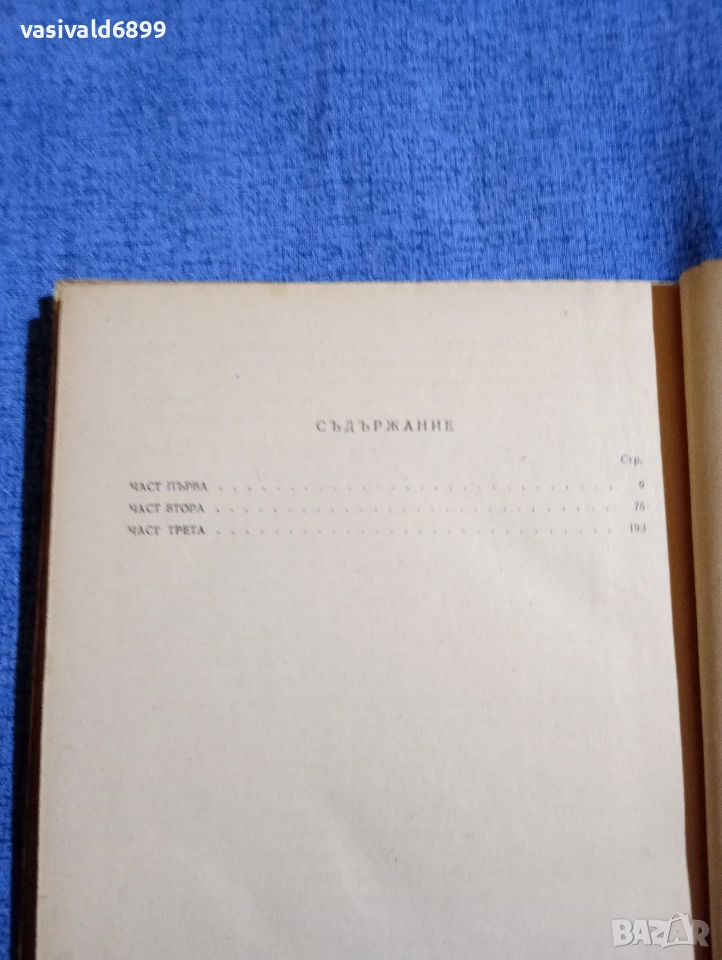 vasivald6899
СЪДЪРЖАНИЕ
Стр.
ЧАСТ ПЪРВА . . . . . . . . . . . . . . . . . . . . . . . . . . . . . 9
ЧАСТ ВТОРА . . . . . . . . . . . . . . . . . . . . . . . . . . . . . 75
ЧАСТ ТРЕТА . . . . . . . . . . . . . . . . . . . . . . . . . . . . . 193
BAZAR